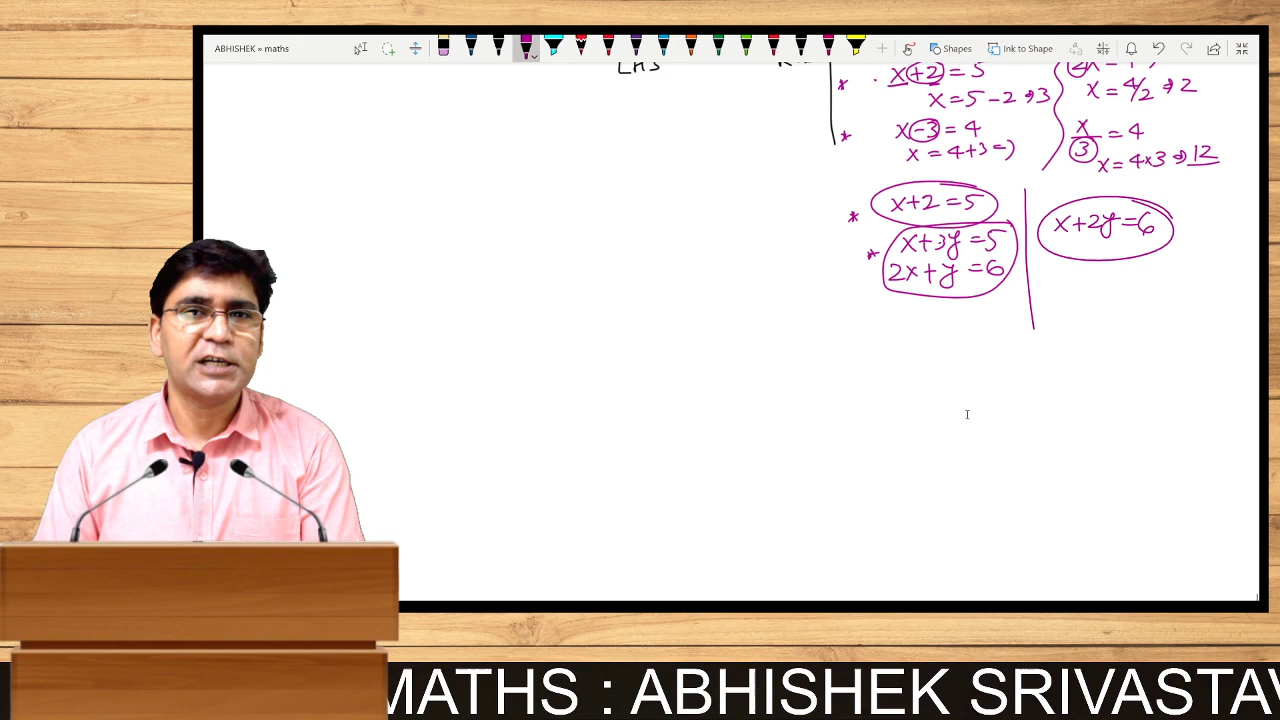 ABHISHEK » maths
Shapes
Ink to Shape
LHS
x+2=5
x=5-2⇒3
x=4/2⇒2
x-3=4
x=4+3=)
x/3=4
x=4×3⇒12
* x+2=5
* x+3y=5
2x+y=6
x+2y=6
MATHS : ABHISHEK SRIVASTAV